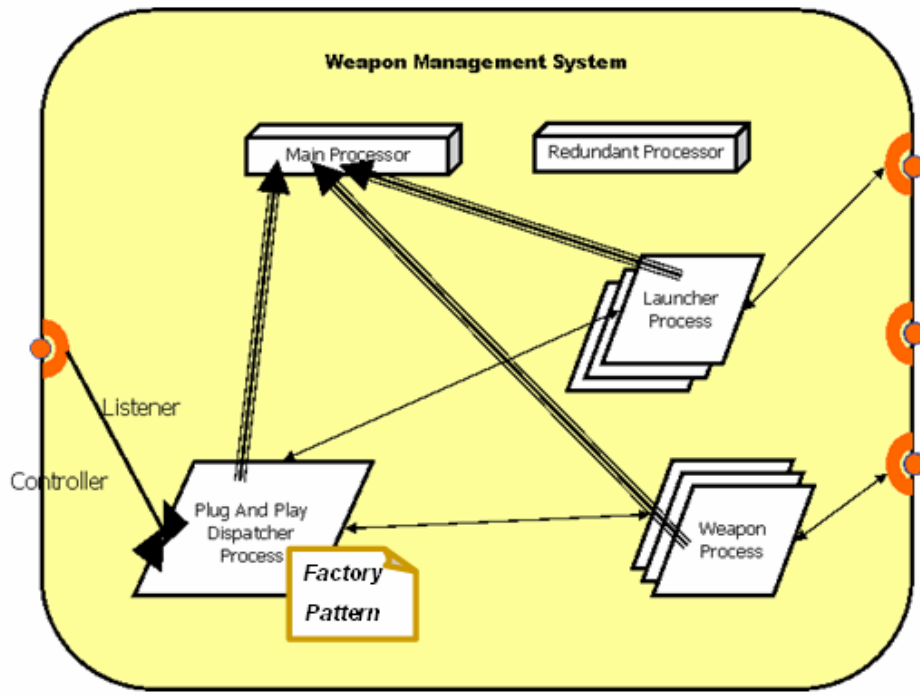 Weapon Management System
Main Processor
Redundant Processor
Launcher
Process
Listener
Controller
Plug And Play
Dispatcher
Process
Factory
Pattern
Weapon
Process